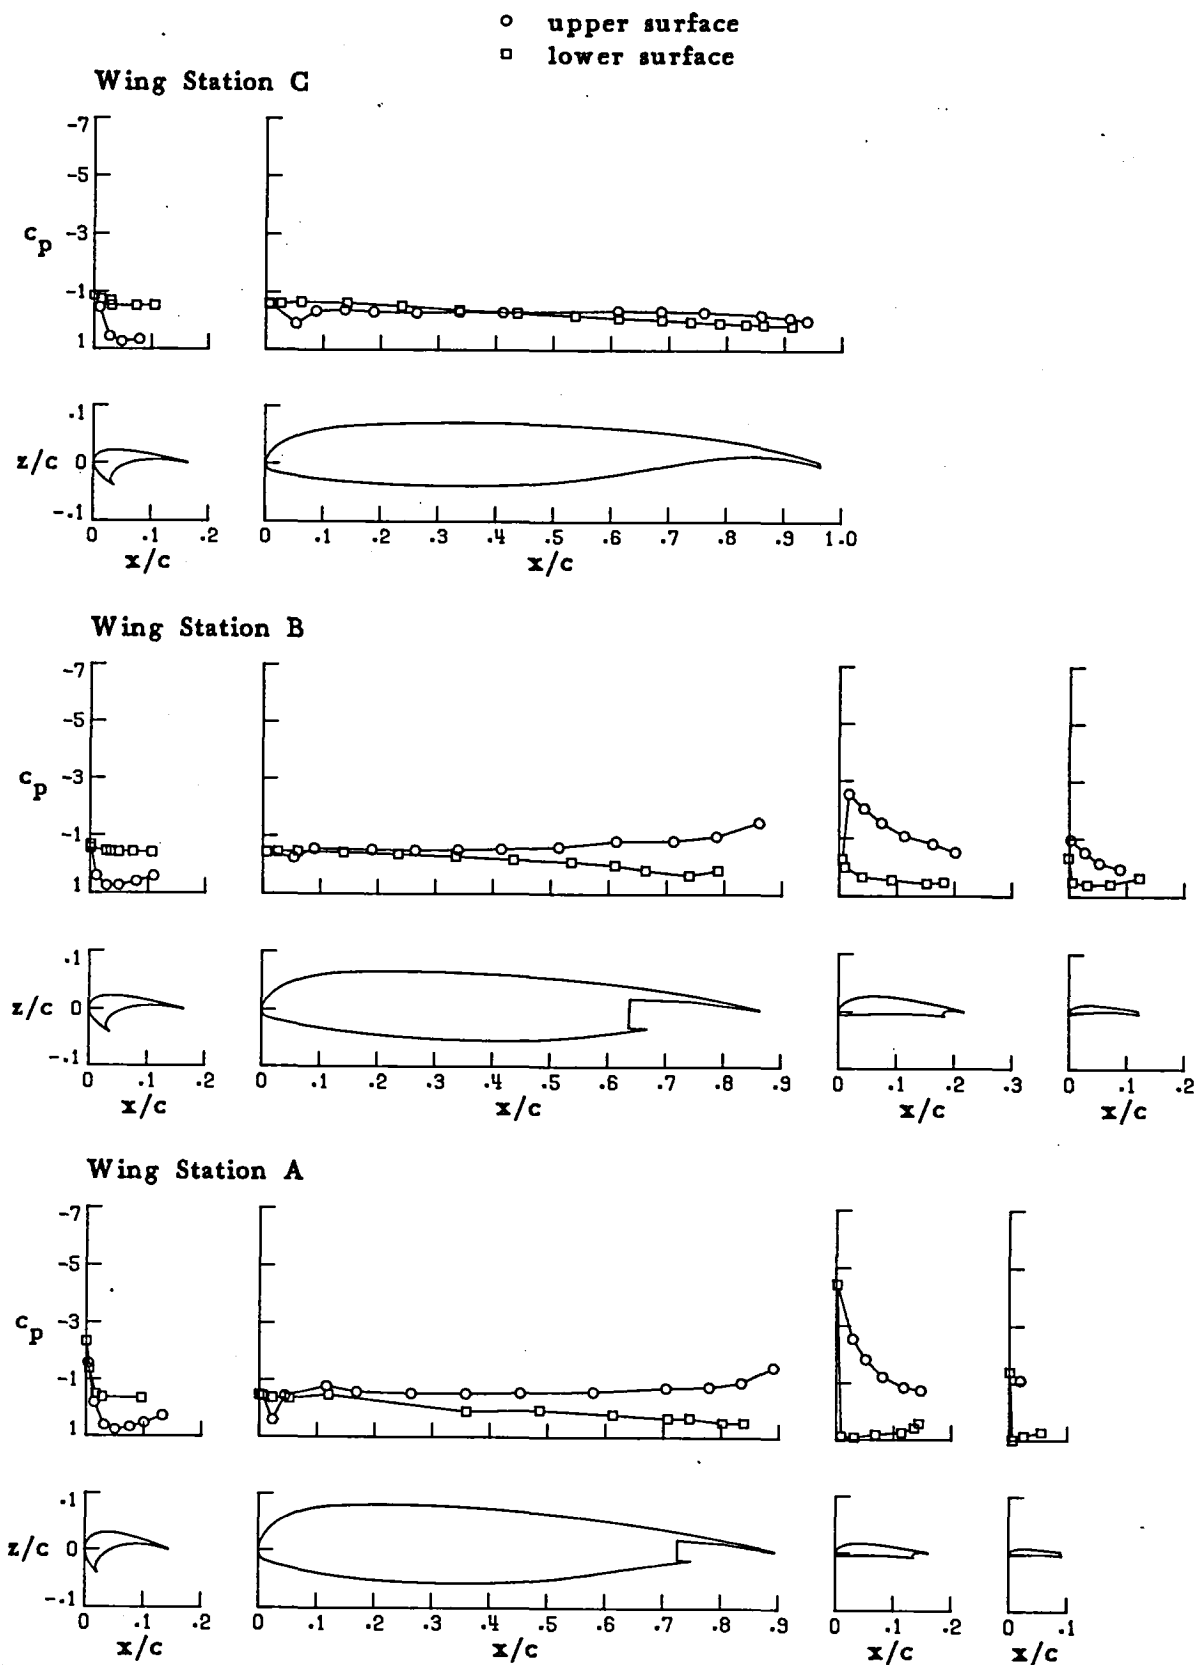 upper surface
lower surface
Wing Station C
-7
-5
c_p -3
-1
1
.1
z/c 0
-.1
0 .1 .2 0 .1 .2 .3 .4 .5 .6 .7 .8 .9 1.0
x/c x/c
Wing Station B
-7
-5
c_p -3
-1
1
.1
z/c 0
-.1
0 .1 .2 0 .1 .2 .3 .4 .5 .6 .7 .8 .9 0 .1 .2 .3 0 .1 .2
x/c x/c x/c x/c
Wing Station A
-7
-5
c_p -3
-1
1
.1
z/c 0
-.1
0 .1 .2 0 .1 .2 .3 .4 .5 .6 .7 .8 .9 0 .1 .2 0 .1
x/c x/c x/c x/c